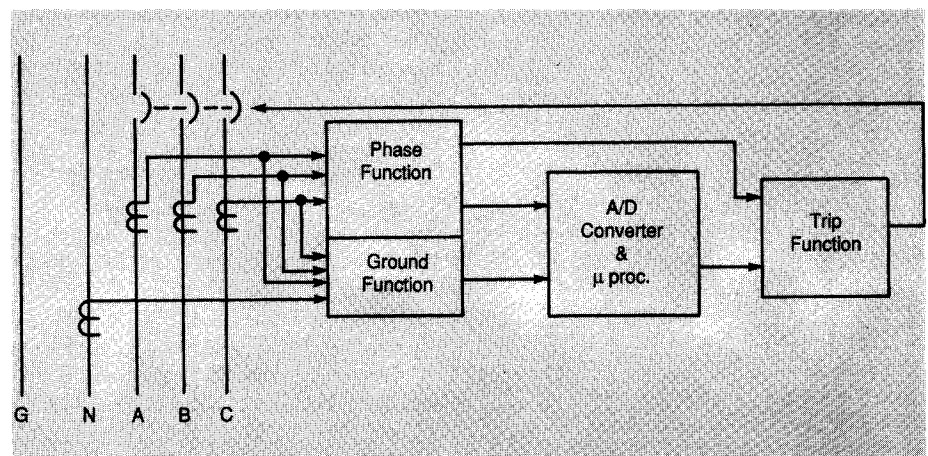 Phase
Function
Ground
Function
A/D
Converter
&
μ proc.
Trip
Function
G N A B C